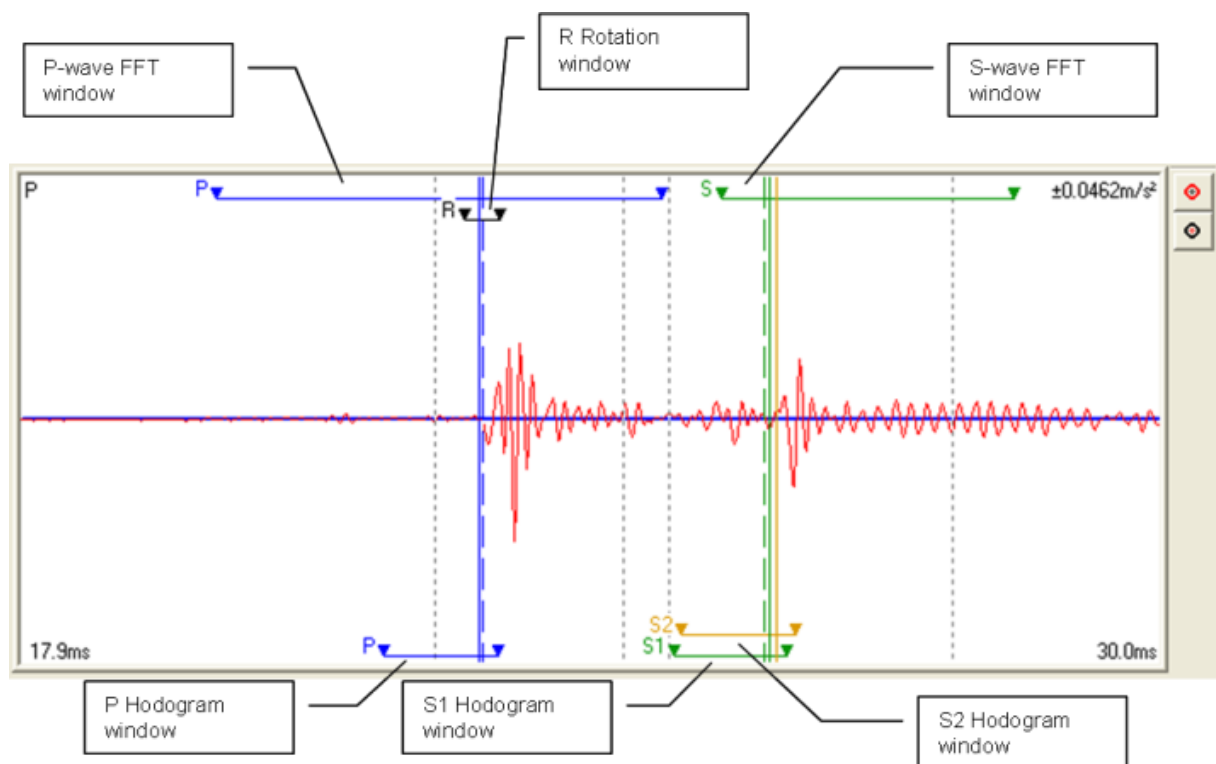 P-wave FFT
window
R Rotation
window
S-wave FFT
window
P
P
S
±0.0462m/s²
R
S2
17.9ms
P
S1
30.0ms
P Hodogram
window
S1 Hodogram
window
S2 Hodogram
window